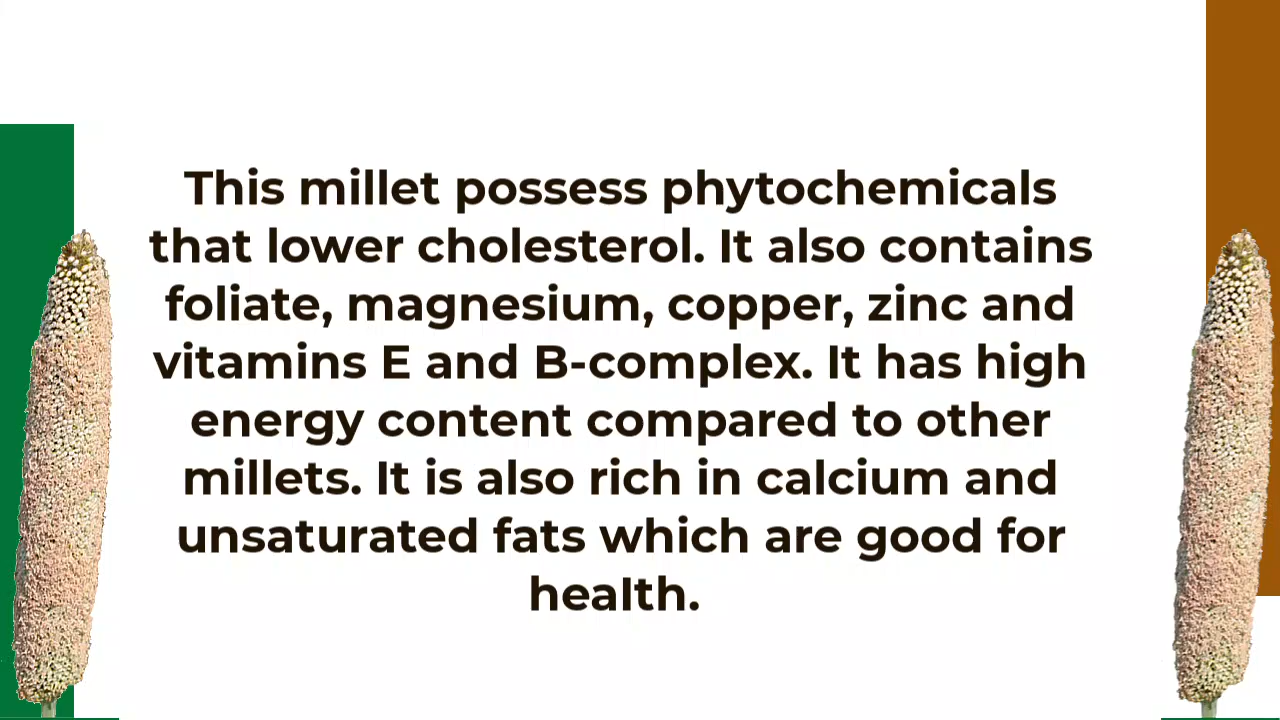 This millet possess phytochemicals
that lower cholesterol. It also contains
foliate, magnesium, copper, zinc and
vitamins E and B-complex. It has high
energy content compared to other
millets. It is also rich in calcium and
unsaturated fats which are good for
health.